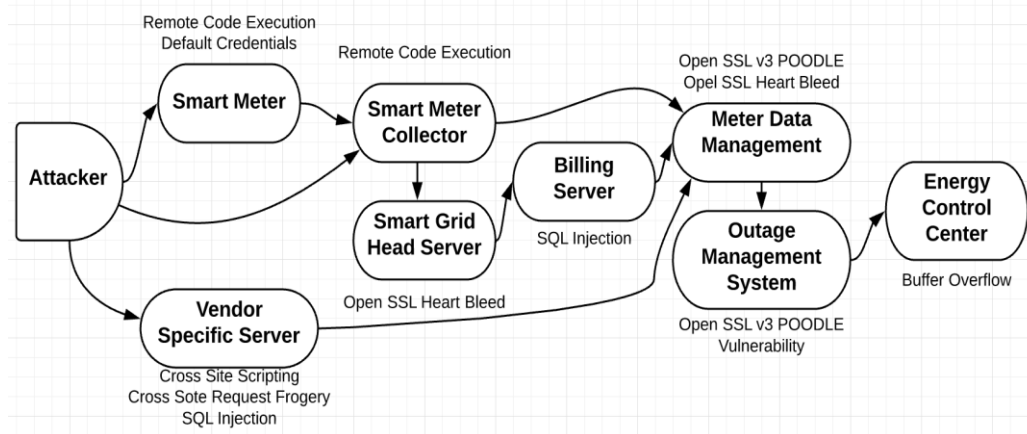 Remote Code Execution
Default Credentials
Smart Meter
Attacker
Remote Code Execution
Smart Meter
Collector
Smart Grid
Head Server
Open SSL Heart Bleed
Billing
Server
SQL Injection
Vendor
Specific Server
Cross Site Scripting
Cross Sote Request Frogery
SQL Injection
Open SSL v3 POODLE
Opel SSL Heart Bleed
Meter Data
Management
Outage
Management
System
Open SSL v3 POODLE
Vulnerability
Energy
Control
Center
Buffer Overflow